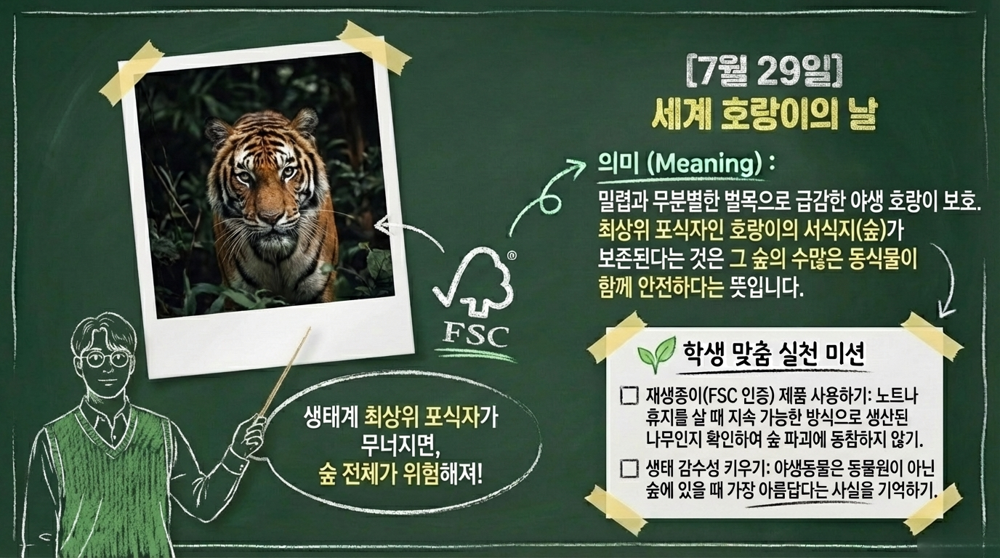 [7월 29일]
세계 호랑이의 날
의미 (Meaning) :
밀렵과 무분별한 벌목으로 급감한 야생 호랑이 보호.
최상위 포식자인 호랑이의 서식지(숲)가
보존된다는 것은 그 숲의 수많은 동식물이
함께 안전하다는 뜻입니다.
®
FSC
생태계 최상위 포식자가
무너지면,
숲 전체가 위험해져!
학생 맞춤 실천 미션
재생종이(FSC 인증) 제품 사용하기: 노트나
휴지를 살 때 지속 가능한 방식으로 생산된
나무인지 확인하여 숲 파괴에 동참하지 않기.
생태 감수성 키우기: 야생동물은 동물원이 아닌
숲에 있을 때 가장 아름답다는 사실을 기억하기.